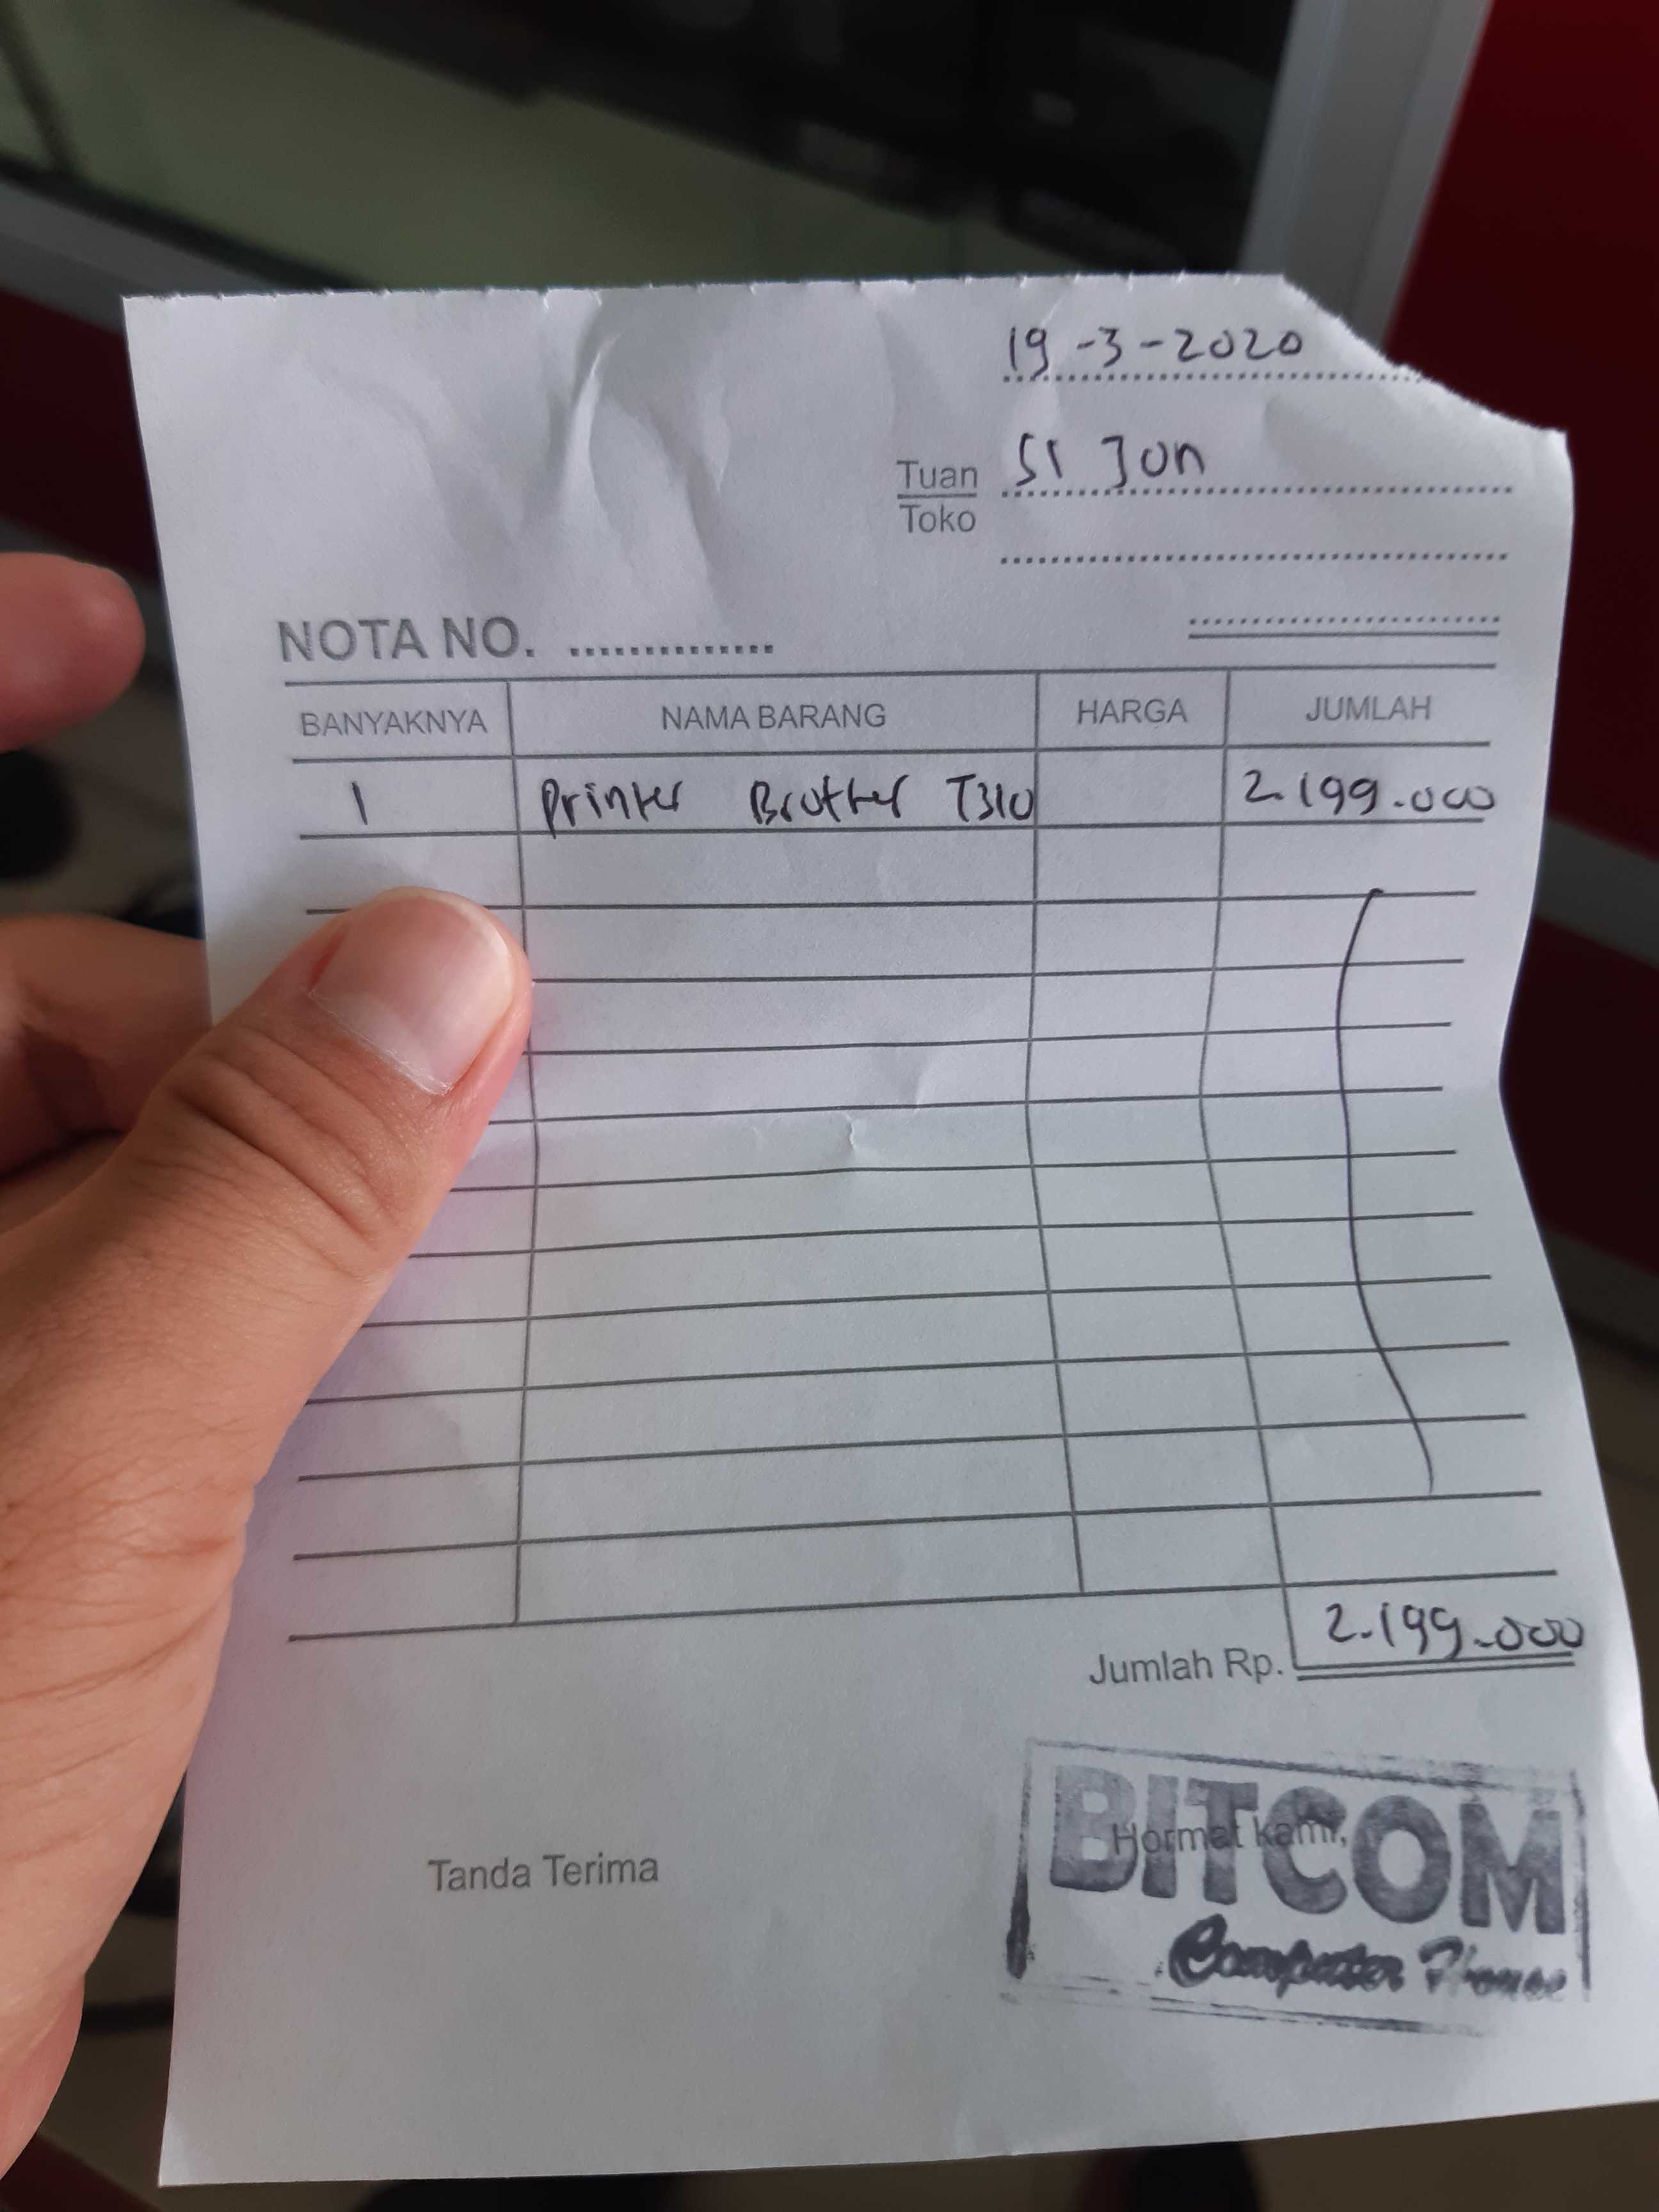 19-3-2020
Tuan SI Jon
Toko
NOTA NO. ..............
BANYAKNYA NAMA BARANG HARGA JUMLAH
1 Printer Brother T310 2.199.000
Jumlah Rp. 2.199.000
Tanda Terima Hormat kami,
BITCOM
Computer House